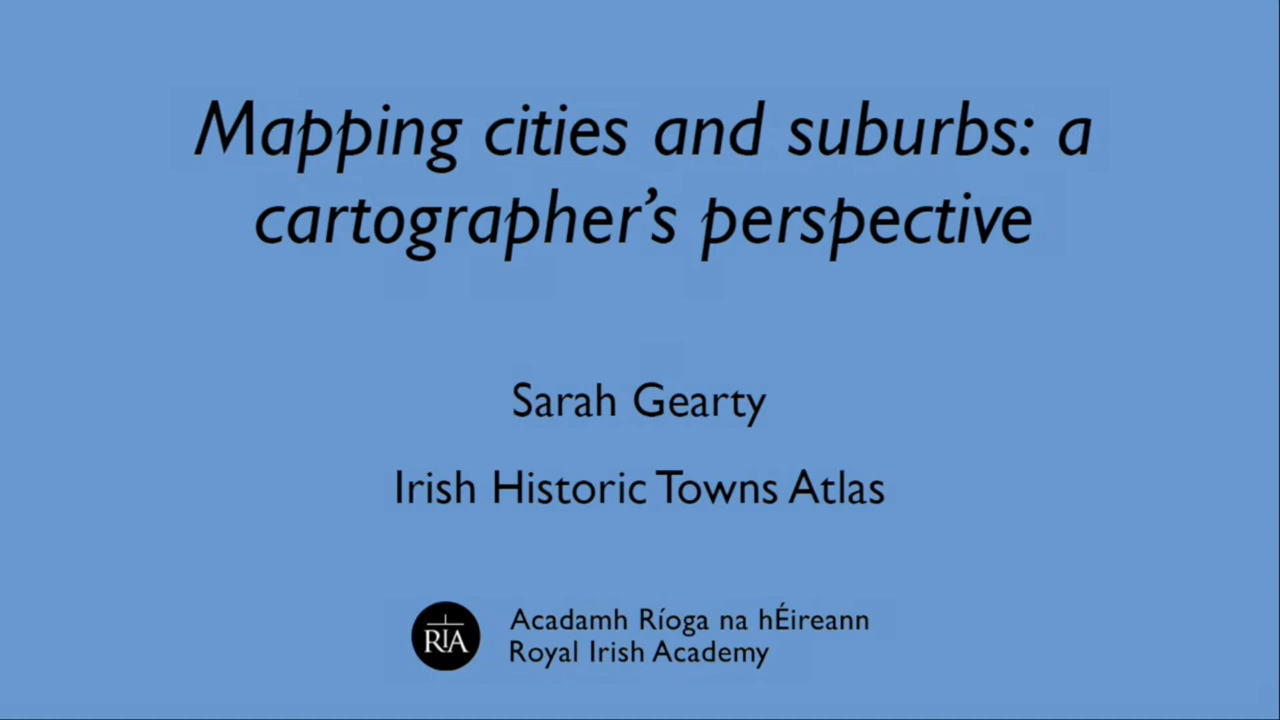 Mapping cities and suburbs: a
cartographer’s perspective
Sarah Gearty
Irish Historic Towns Atlas
RIA
Acadamh Ríoga na hÉireann
Royal Irish Academy